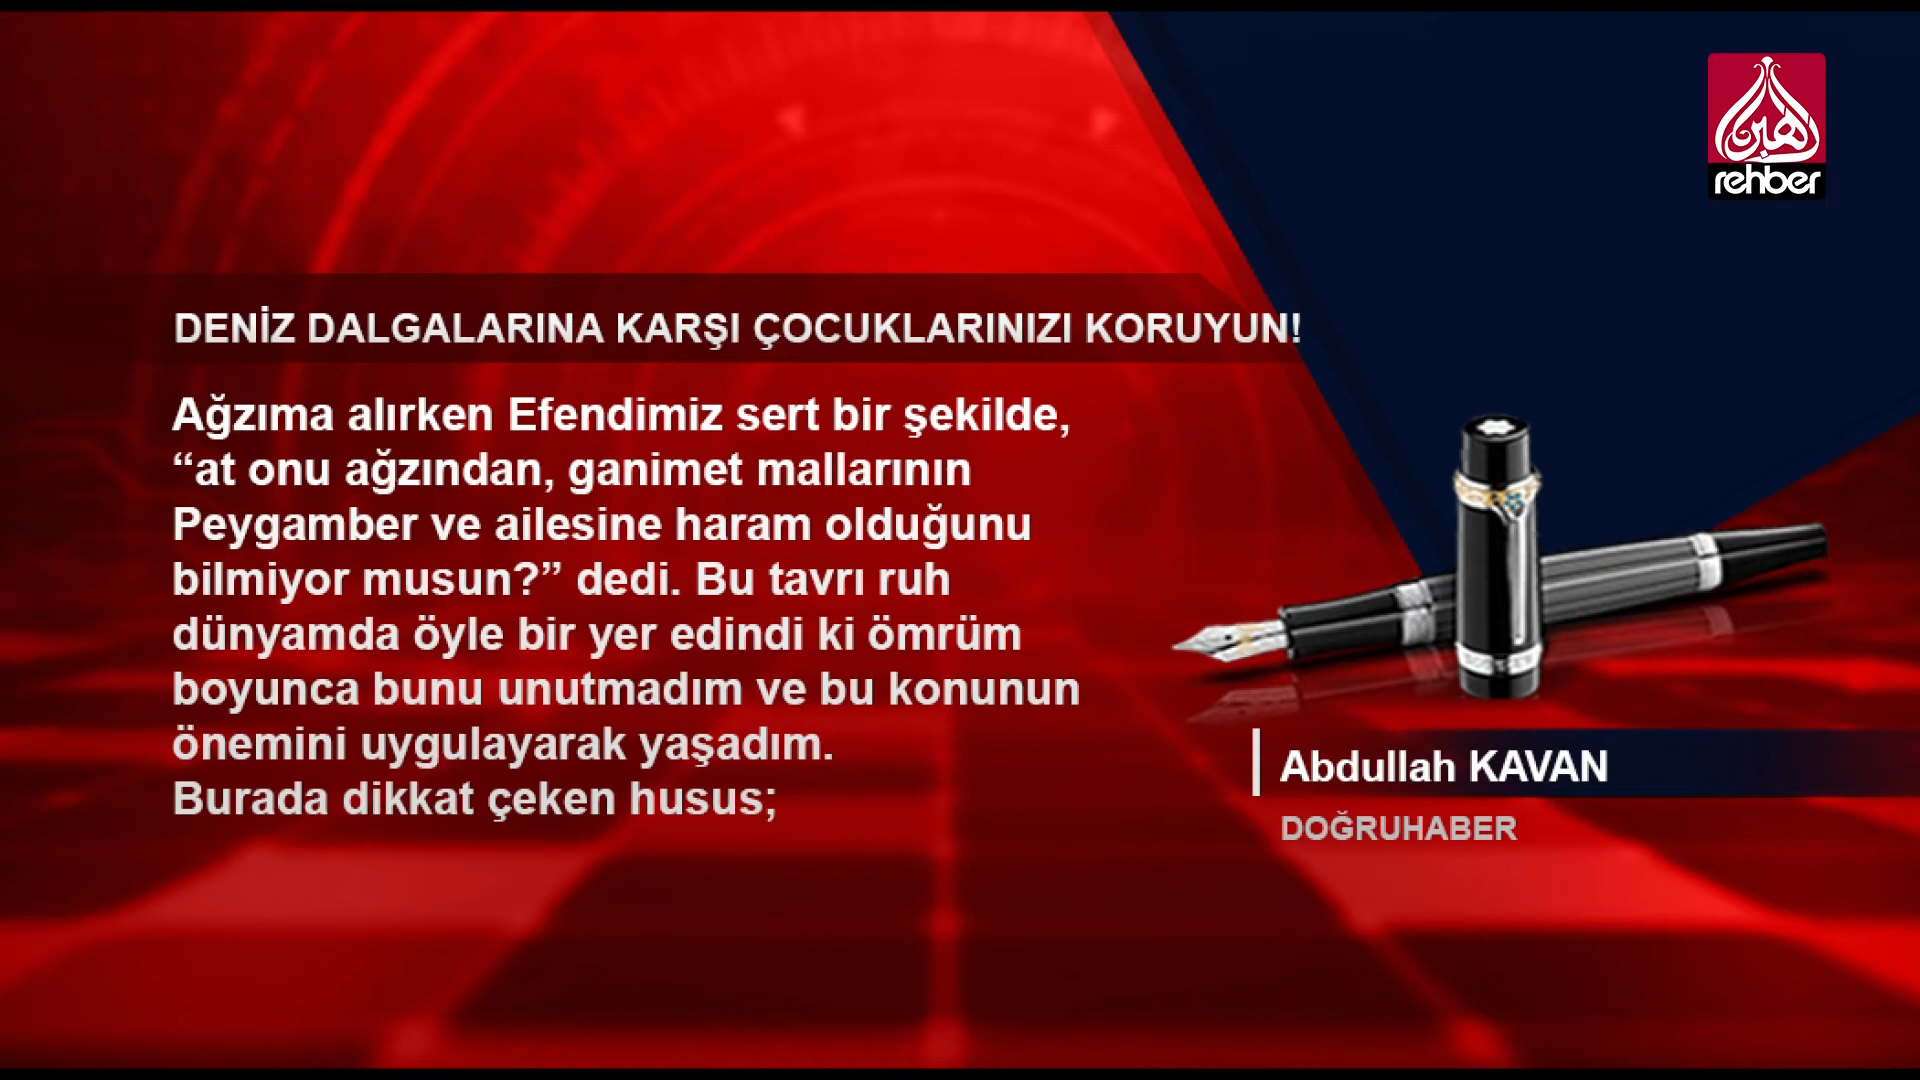 رهبر
rehber
DENİZ DALGALARINA KARŞI ÇOCUKLARINIZI KORUYUN!
Ağzıma alırken Efendimiz sert bir şekilde,
“at onu ağzından, ganimet mallarının
Peygamber ve ailesine haram olduğunu
bilmiyor musun?” dedi. Bu tavrı ruh
dünyamda öyle bir yer edindi ki ömrüm
boyunca bunu unutmadım ve bu konunun
önemini uygulayarak yaşadım.
Burada dikkat çeken husus;
Abdullah KAVAN
DOĞRUHABER